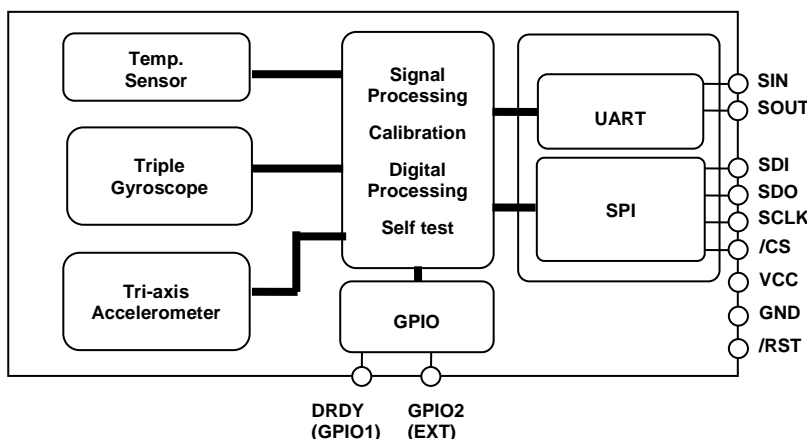 Temp.
Sensor
Triple
Gyroscope
Tri-axis
Accelerometer
Signal
Processing
Calibration
Digital
Processing
Self test
GPIO
UART
SPI
SIN
SOUT
SDI
SDO
SCLK
/CS
VCC
GND
/RST
DRDY
(GPIO1)
GPIO2
(EXT)